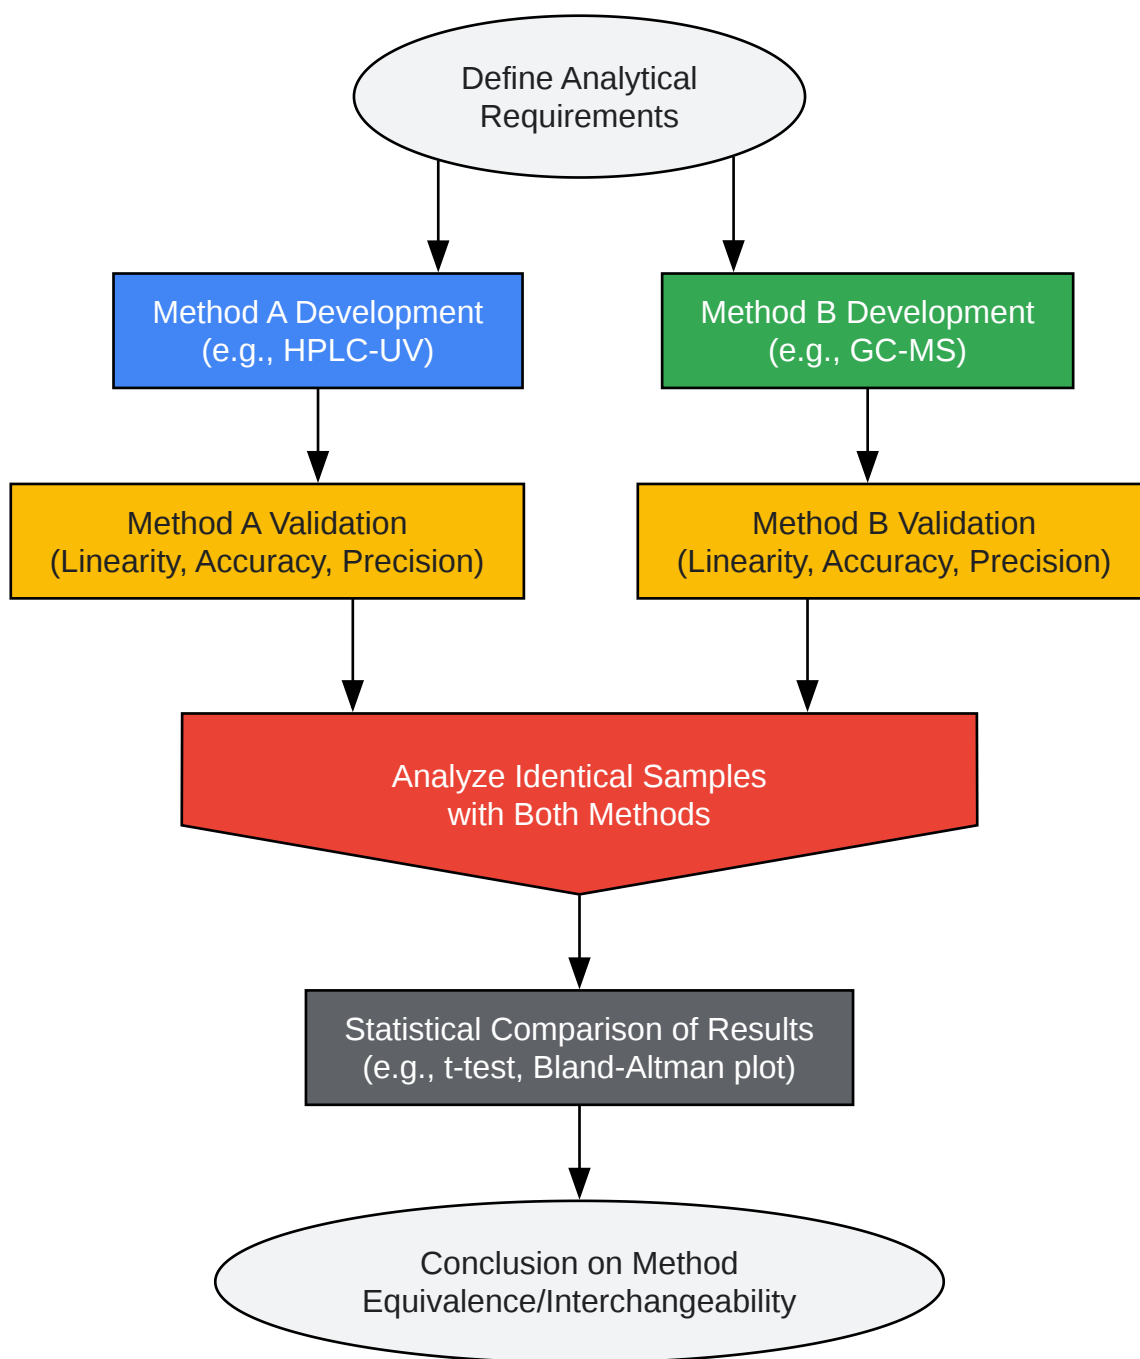 Define Analytical
Requirements
Method A Development
(e.g., HPLC-UV)
Method B Development
(e.g., GC-MS)
Method A Validation
(Linearity, Accuracy, Precision)
Method B Validation
(Linearity, Accuracy, Precision)
Analyze Identical Samples
with Both Methods
Statistical Comparison of Results
(e.g., t-test, Bland-Altman plot)
Conclusion on Method
Equivalence/Interchangeability